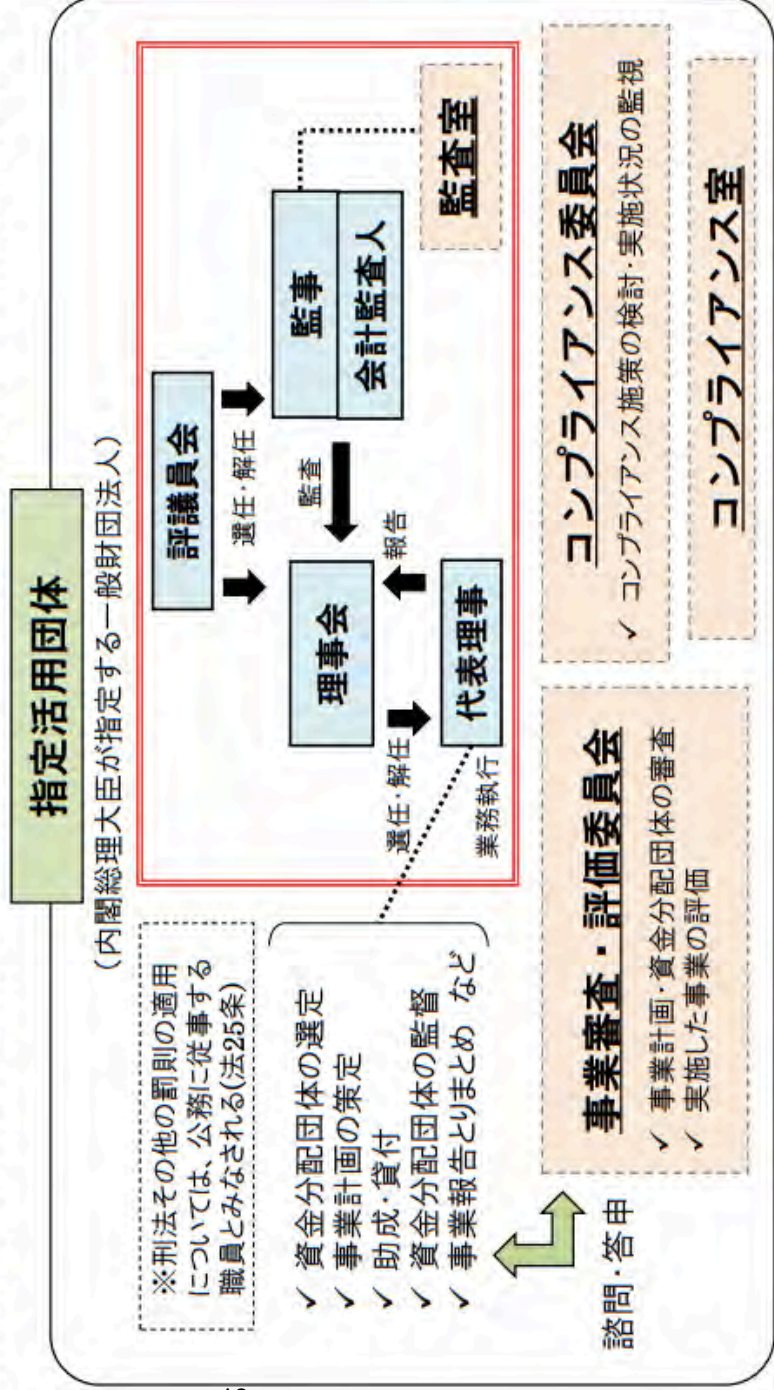 指定活用団体
(内閣総理大臣が指定する一般財団法人)
※刑法その他の罰則の適用
については、公務に従事する
職員とみなされる(法25条)
✓ 資金分配団体の選定
✓ 事業計画の策定
✓ 助成・貸付
✓ 資金分配団体の監督
✓ 事業報告とりまとめ など
諮問・答申
評議員会
選任・解任
監事
会計監査人
監査
理事会
選任・解任
報告
代表理事
業務執行
監査室
事業審査・評価委員会
✓ 事業計画・資金分配団体の審査
✓ 実施した事業の評価
コンプライアンス委員会
✓ コンプライアンス施策の検討・実施状況の監視
コンプライアンス室